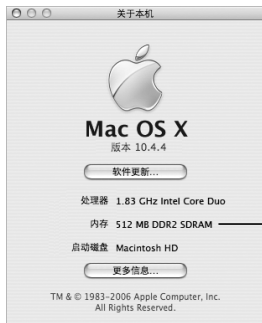 关于本机
Mac OS X
版本 10.4.4
软件更新...
处理器 1.83 GHz Intel Core Duo
内存 512 MB DDR2 SDRAM
启动磁盘 Macintosh HD
更多信息...
TM & © 1983-2006 Apple Computer, Inc.
All Rights Reserved.